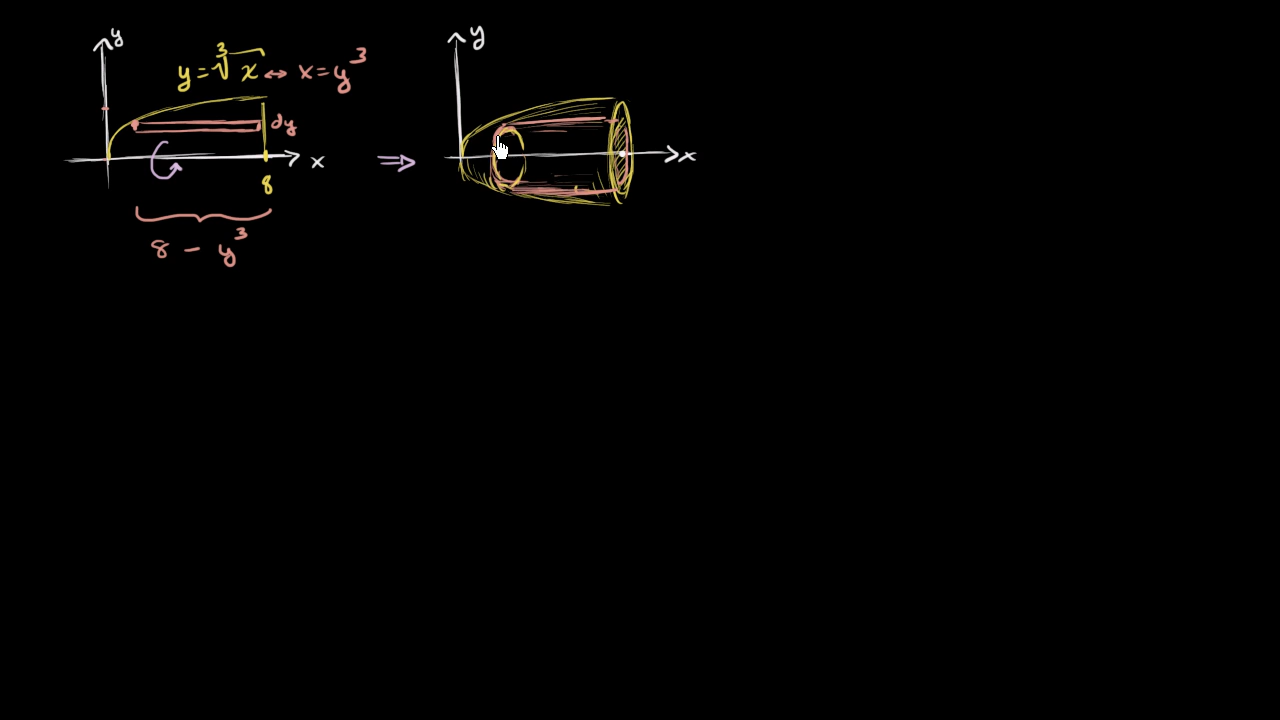 y
y = ∛x ↔ x = y³
dy
x
8
8 - y³
⇒
y
x